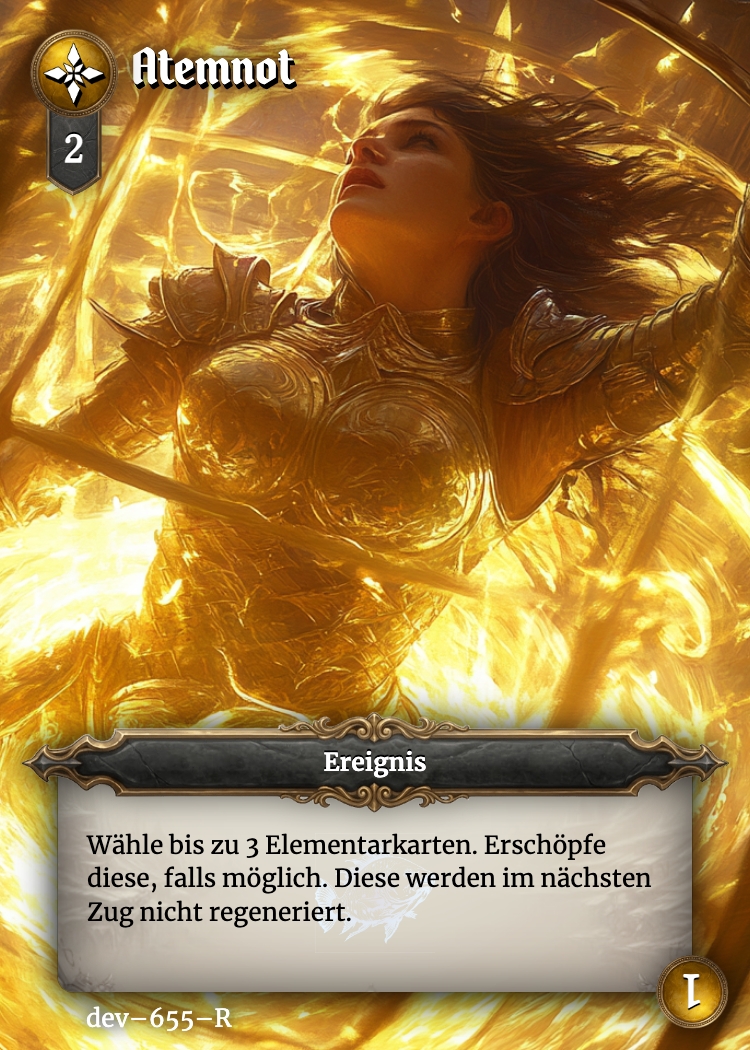 Atemnot
2
Ereignis
Wähle bis zu 3 Elementarkarten. Erschöpfe
diese, falls möglich. Diese werden im nächsten
Zug nicht regeneriert.
1
dev–655–R